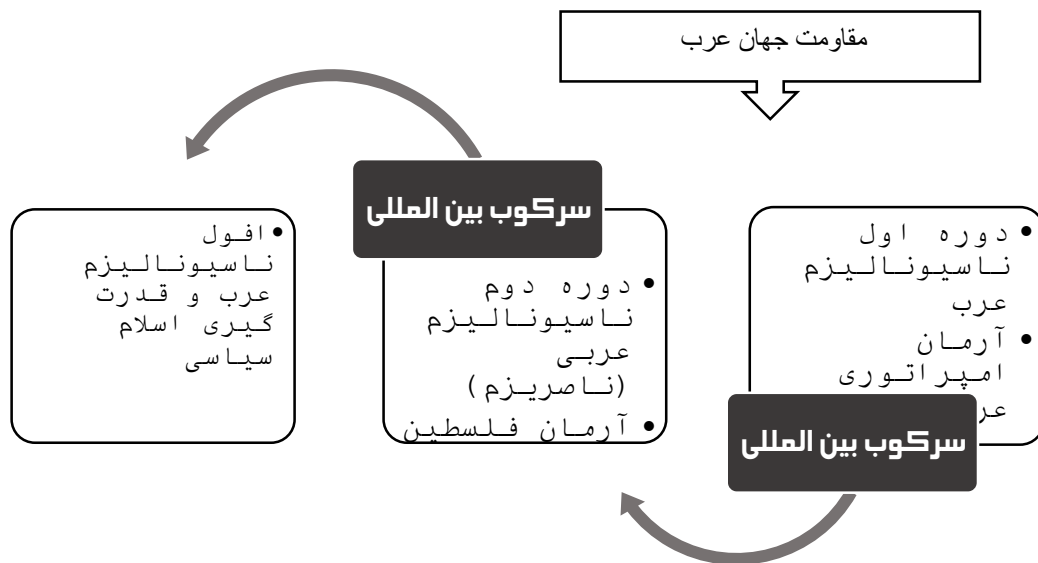 مقاومت جهان عرب
• دوره اول
ناسیونالیزم
عرب
• آرمان
امپراتوری
سرکوب بین المللی
سرکوب بین المللی
• دوره دوم
ناسیونالیزم
عربی
(ناصریزم)
• آرمان فلسطین
• افول
ناسیونالیزم
عرب و قدرت
گیری اسلام
سیاسی